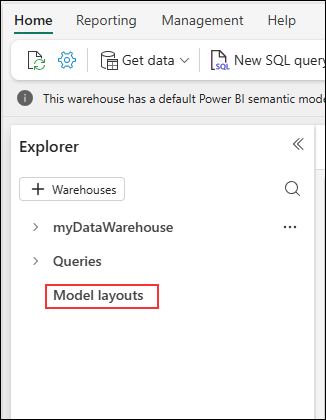 Home Reporting Management Help
Get data New SQL query
This warehouse has a default Power BI semantic
Explorer
+ Warehouses
myDataWarehouse ...
Queries
Model layouts